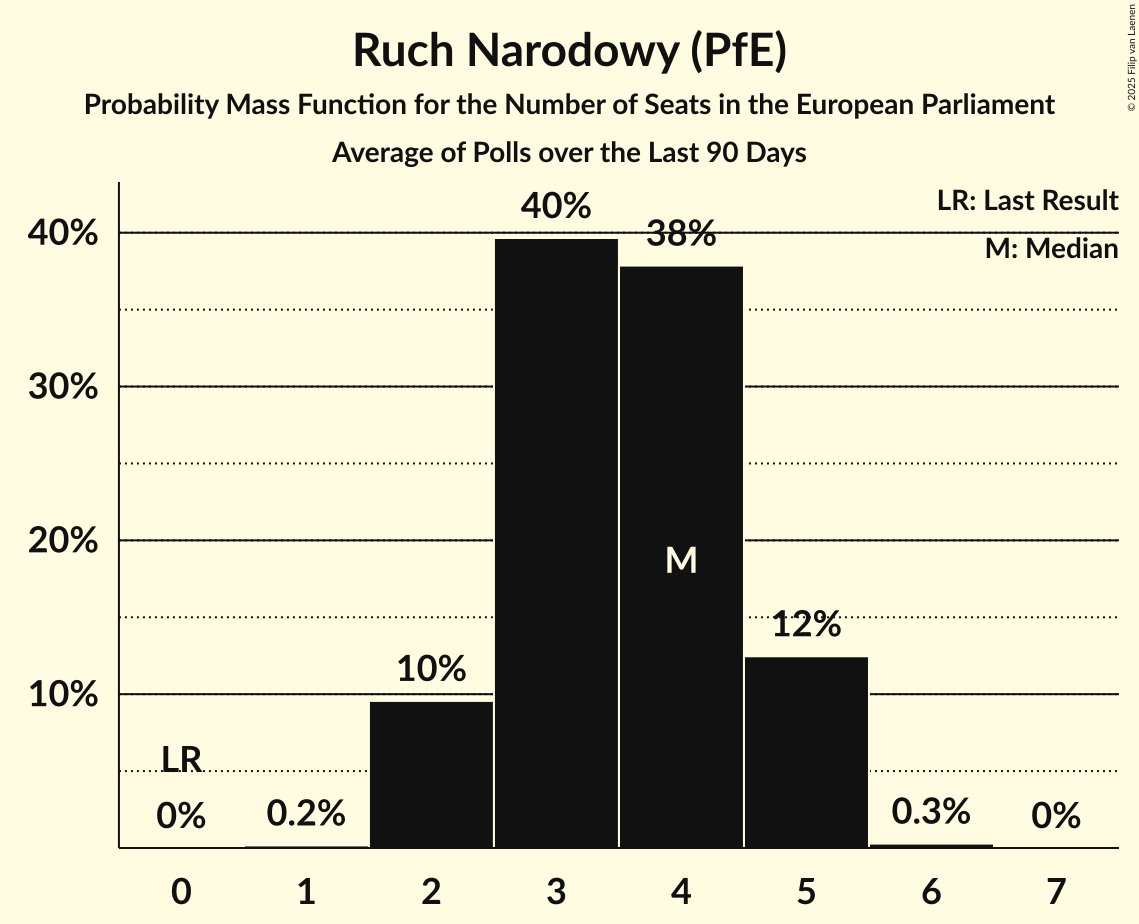 Ruch Narodowy (PfE)
Probability Mass Function for the Number of Seats in the European Parliament
Average of Polls over the Last 90 Days
© 2025 Filip van Laenen
LR: Last Result
M: Median
40%
30%
20%
10%
40%
38%
M
12%
10%
LR
0%
0.2%
0.3%
0%
0 1 2 3 4 5 6 7